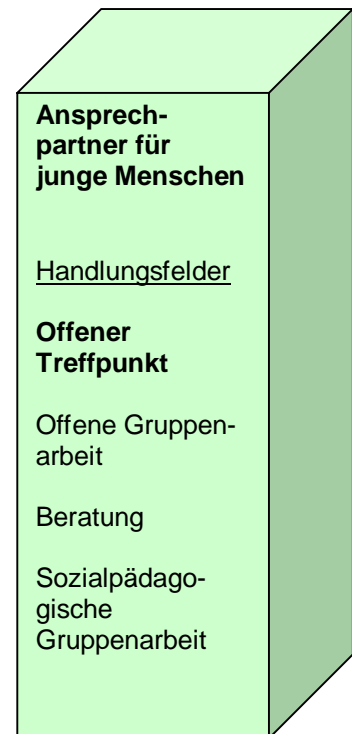 Ansprech-
partner für
junge Menschen
Handlungsfelder
Offener
Treffpunkt
Offene Gruppen-
arbeit
Beratung
Sozialpädago-
gische
Gruppenarbeit